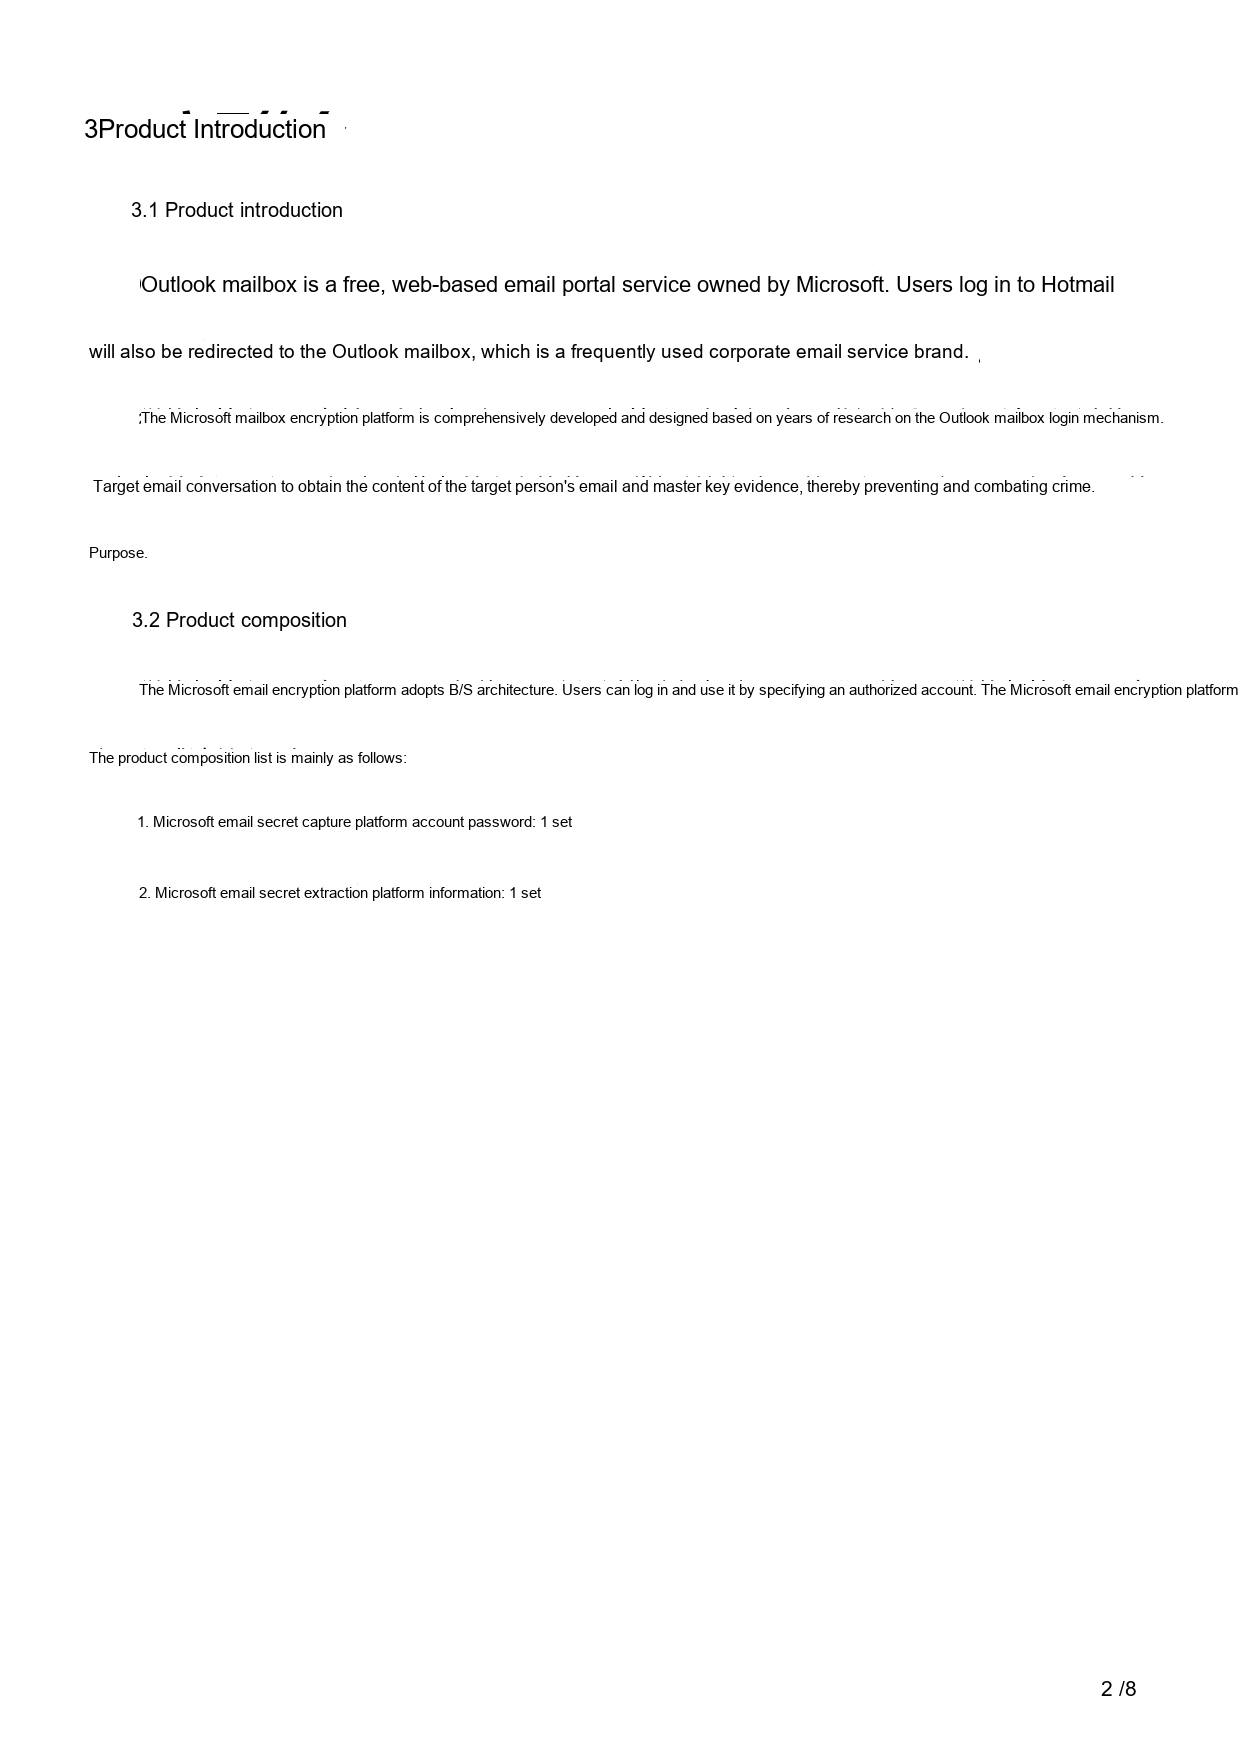 3Product Introduction
3.1 Product introduction
Outlook mailbox is a free, web-based email portal service owned by Microsoft. Users log in to Hotmail
will also be redirected to the Outlook mailbox, which is a frequently used corporate email service brand.
The Microsoft mailbox encryption platform is comprehensively developed and designed based on years of research on the Outlook mailbox login mechanism.
Target email conversation to obtain the content of the target person's email and master key evidence, thereby preventing and combating crime.
Purpose.
3.2 Product composition
The Microsoft email encryption platform adopts B/S architecture. Users can log in and use it by specifying an authorized account. The Microsoft email encryption platform
The product composition list is mainly as follows:
1. Microsoft email secret capture platform account password: 1 set
2. Microsoft email secret extraction platform information: 1 set
2 /8